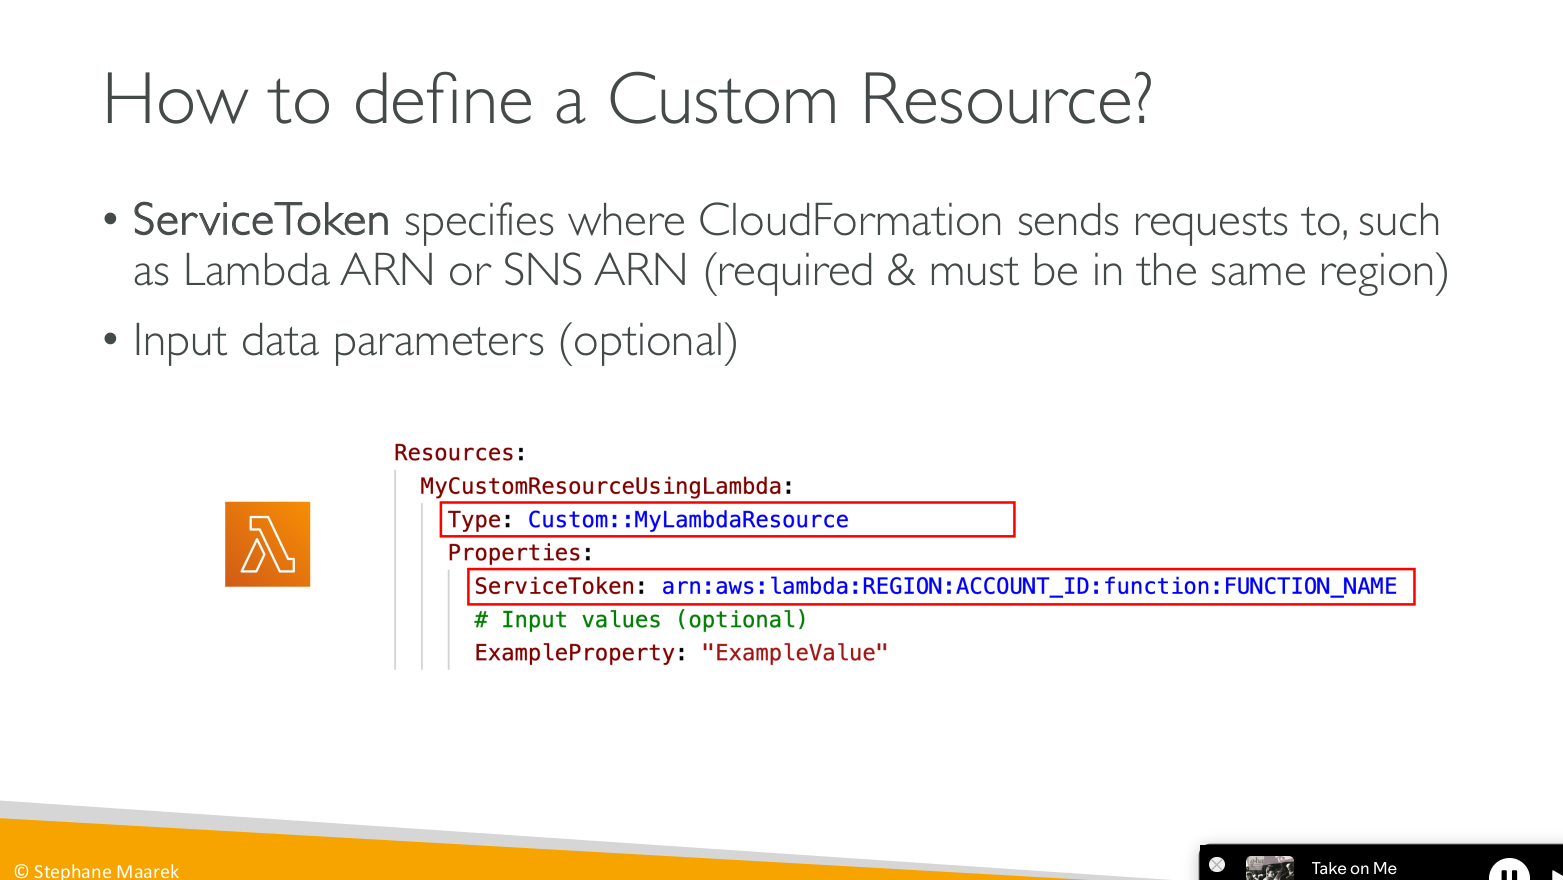 How to define a Custom Resource?
• ServiceToken specifies where CloudFormation sends requests to, such
as Lambda ARN or SNS ARN (required & must be in the same region)
• Input data parameters (optional)
Resources:
MyCustomResourceUsingLambda:
Type: Custom::MyLambdaResource
Properties:
ServiceToken: arn:aws:lambda:REGION:ACCOUNT_ID:function:FUNCTION_NAME
# Input values (optional)
ExampleProperty: "ExampleValue"
© Stephane Maarek
Take on Me